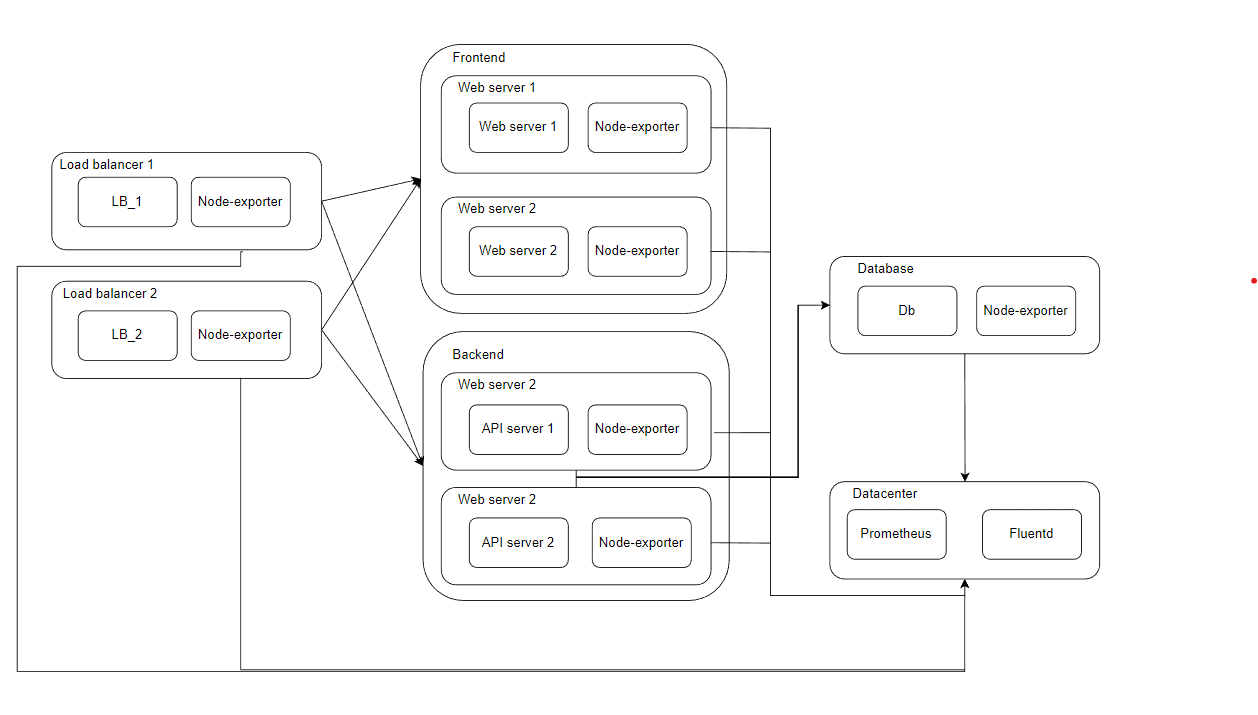 Frontend
Web server 1
Web server 1
Node-exporter
Load balancer 1
LB_1
Node-exporter
Web server 2
Web server 2
Node-exporter
Load balancer 2
LB_2
Node-exporter
Backend
Web server 2
API server 1
Node-exporter
Web server 2
API server 2
Node-exporter
Database
Db
Node-exporter
Datacenter
Prometheus
Fluentd